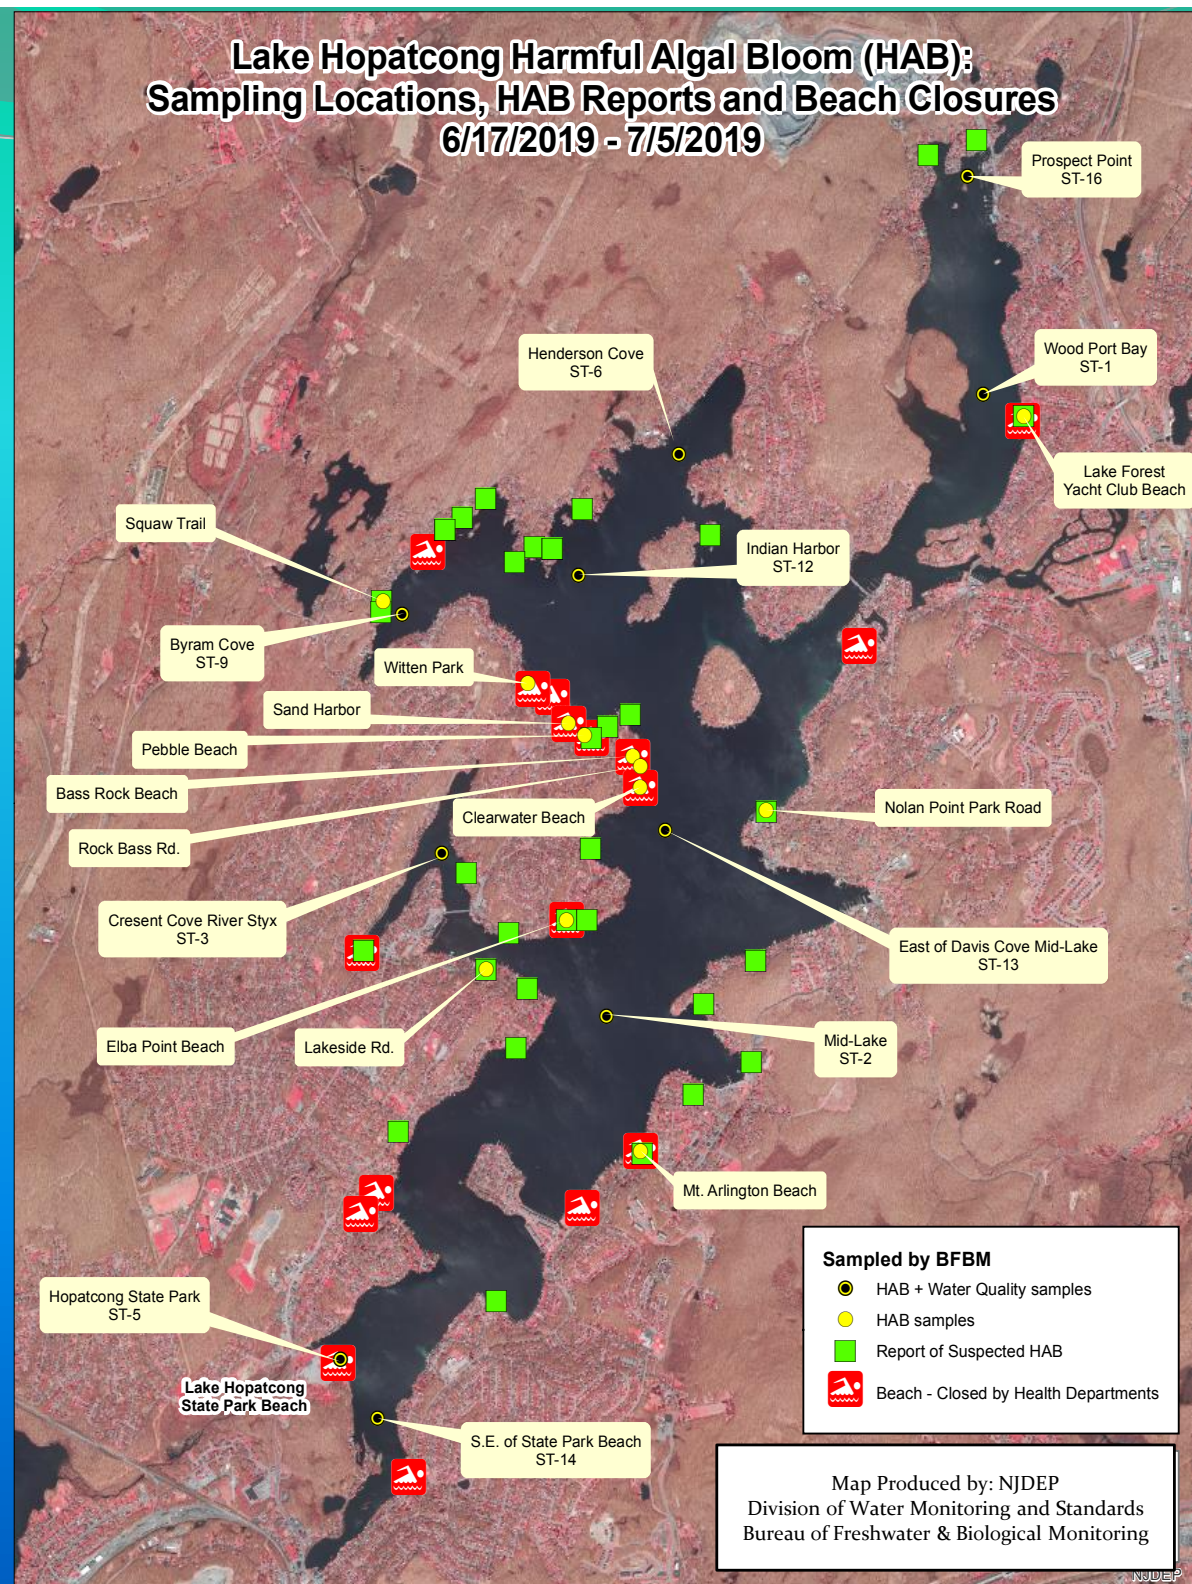 Lake Hopatcong Harmful Algal Bloom (HAB):
Sampling Locations, HAB Reports and Beach Closures
6/17/2019 - 7/5/2019
Prospect Point
ST-16
Henderson Cove
ST-6
Wood Port Bay
ST-1
Lake Forest
Yacht Club Beach
Squaw Trail
Indian Harbor
ST-12
Byram Cove
ST-9
Witten Park
Sand Harbor
Pebble Beach
Bass Rock Beach
Clearwater Beach
Nolan Point Park Road
Rock Bass Rd.
Cresent Cove River Styx
ST-3
East of Davis Cove Mid-Lake
ST-13
Elba Point Beach
Lakeside Rd.
Mid-Lake
ST-2
Mt. Arlington Beach
Hopatcong State Park
ST-5
Lake Hopatcong
State Park Beach
S.E. of State Park Beach
ST-14
Sampled by BFBM
HAB + Water Quality samples
HAB samples
Report of Suspected HAB
Beach - Closed by Health Departments
Map Produced by: NJDEP
Division of Water Monitoring and Standards
Bureau of Freshwater & Biological Monitoring
NJDEP